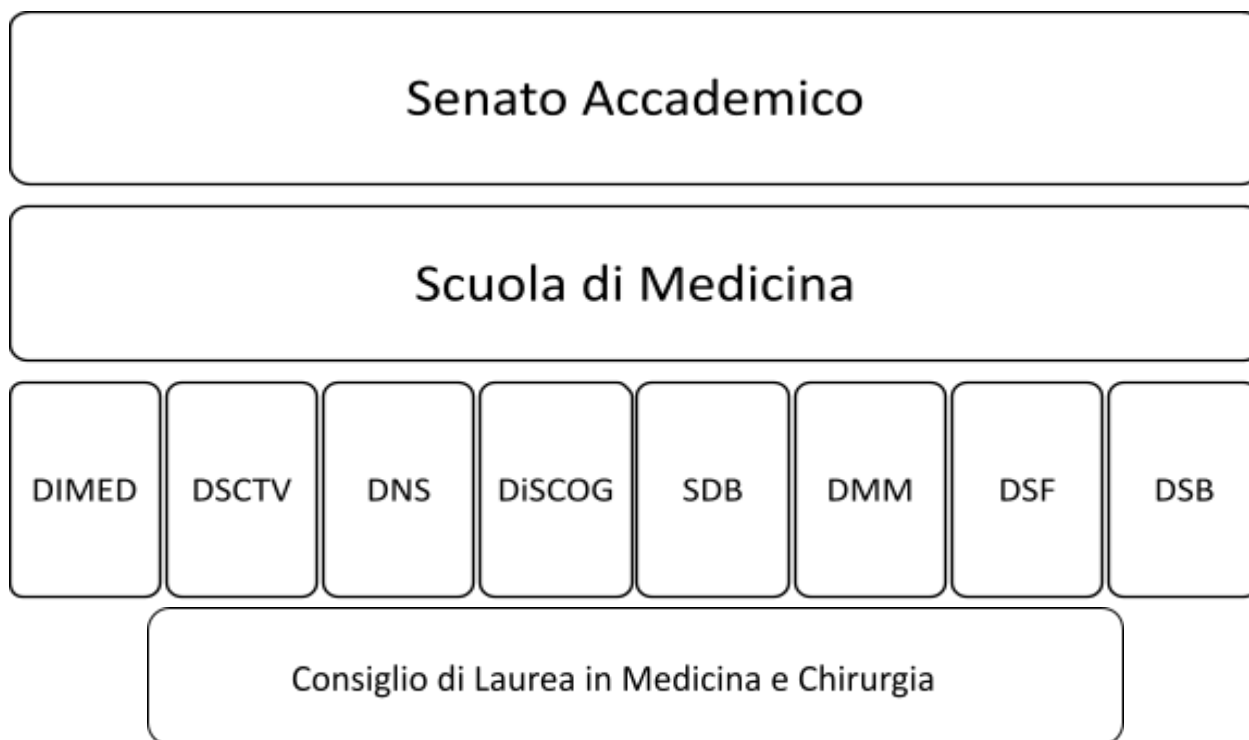 Senato Accademico
Scuola di Medicina
DIMED DSCTV DNS DiSCOG SDB DMM DSF DSB
Consiglio di Laurea in Medicina e Chirurgia